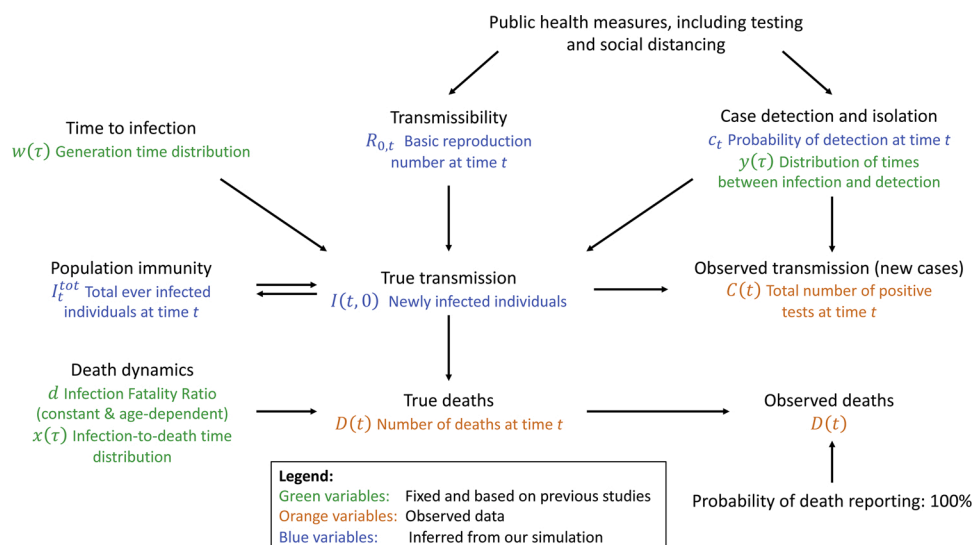 Public health measures, including testing
and social distancing
Time to infection
w(τ) Generation time distribution
Transmissibility
R₀,ₜ Basic reproduction
number at time t
Case detection and isolation
cₜ Probability of detection at time t
y(τ) Distribution of times
between infection and detection
Population immunity
Iₜᵗᵒᵗ Total ever infected
individuals at time t
True transmission
I(t, 0) Newly infected individuals
Observed transmission (new cases)
C(t) Total number of positive
tests at time t
Death dynamics
d Infection Fatality Ratio
(constant & age-dependent)
x(τ) Infection-to-death time
distribution
True deaths
D(t) Number of deaths at time t
Observed deaths
D(t)
Probability of death reporting: 100%
Legend:
Green variables: Fixed and based on previous studies
Orange variables: Observed data
Blue variables: Inferred from our simulation